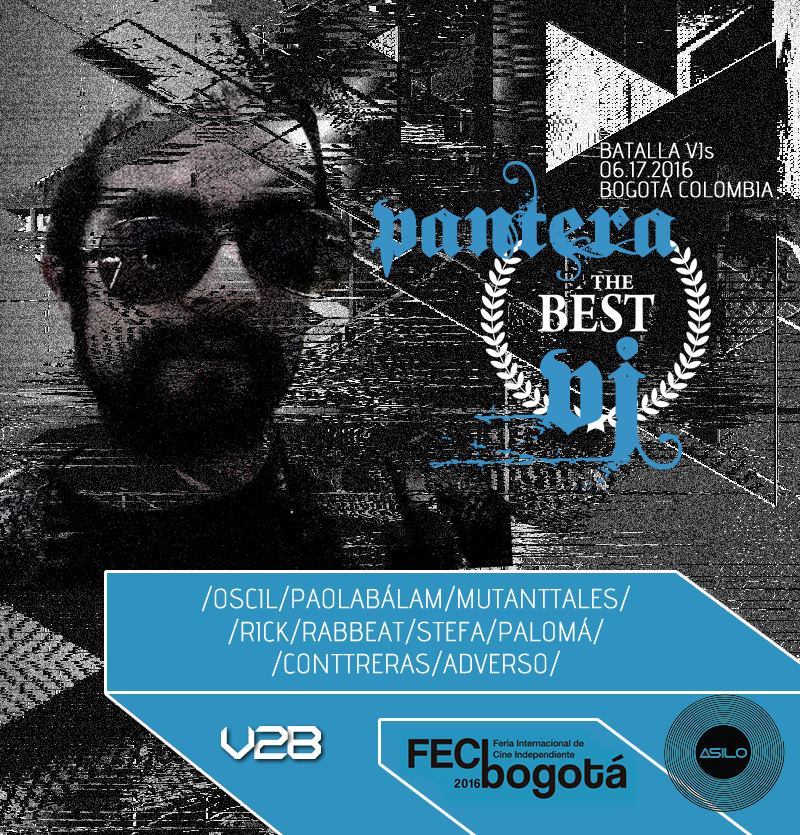 BATALLA VJs
06.17.2016
BOGOTÁ COLOMBIA
pantera
THE
BEST
vj
/OSCIL/PAOLABÁLAM/MUTANTTALES/
/RICK/RABBEAT/STEFA/PALOMÁ/
/CONTTRERAS/ADVERSO/
V2B
FECI Feria Internacional de
Cine Independiente
2016 bogotá
ASILO